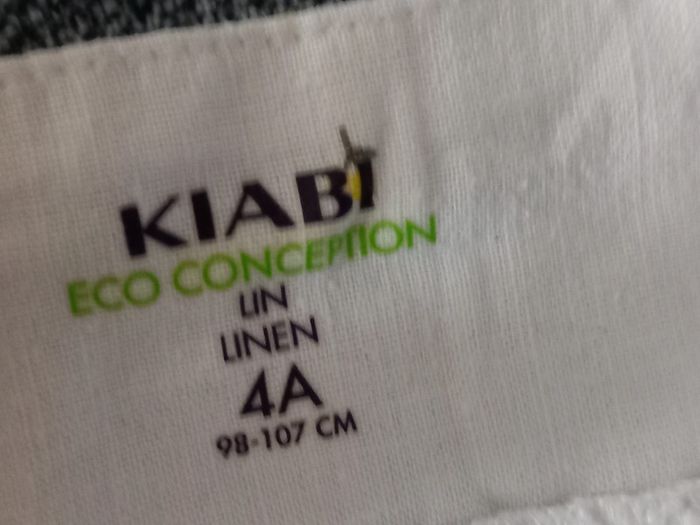 KIABI
ECO CONCEPTION
LIN
LINEN
4A
98-107 CM